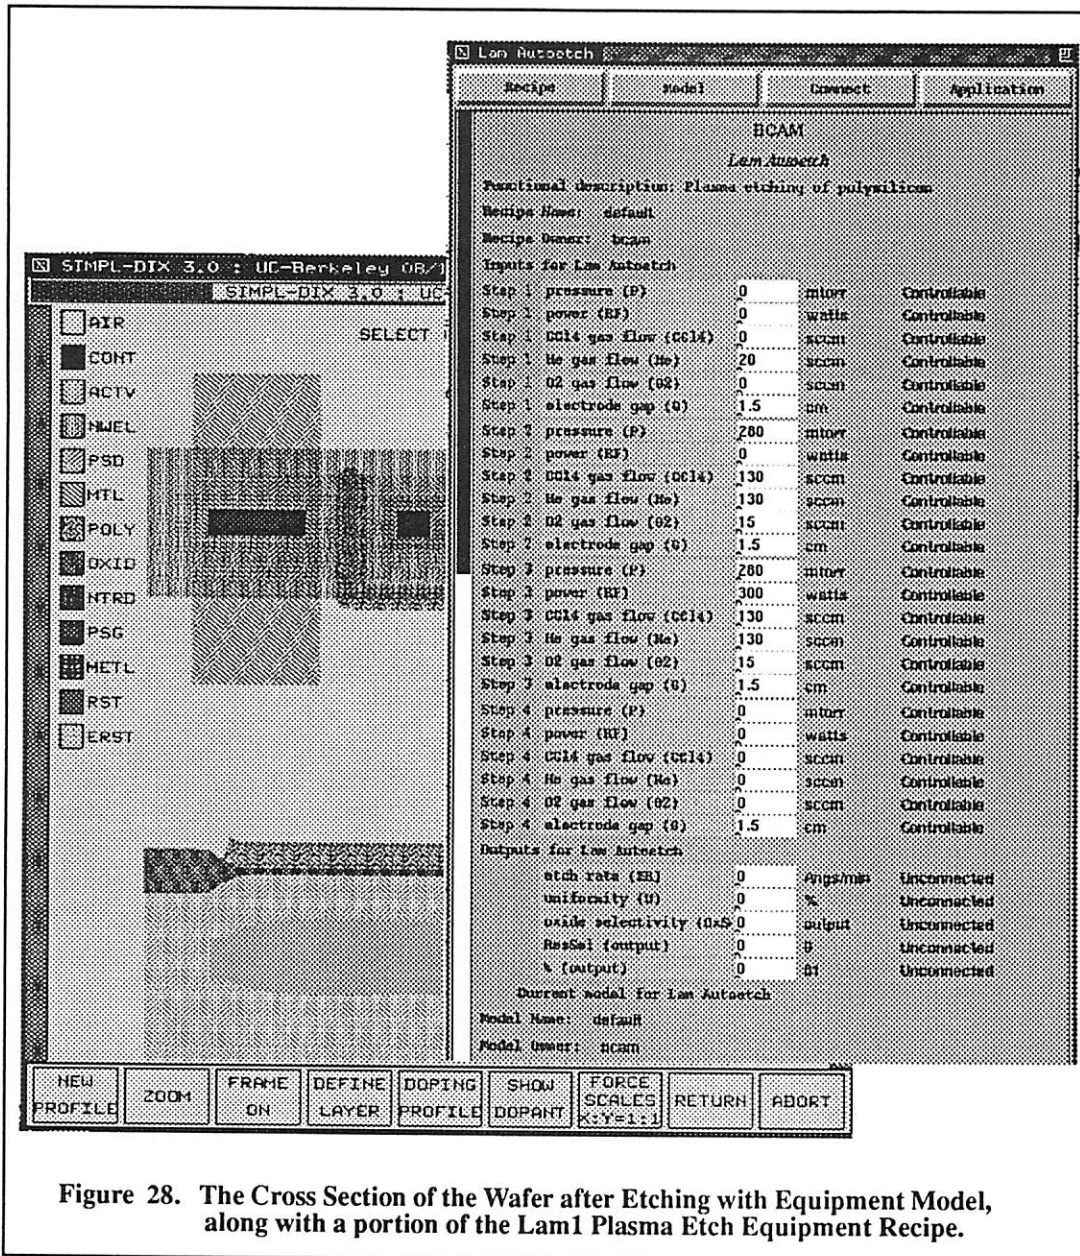 Lam Autoetch
Recipe Model Connect Application
BCAM
Lam Autoetch
Functional description: Plasma etching of polysilicon
Recipe Name: default
Recipe Owner: bcam
Inputs for Lam Autoetch
Step 1 pressure (P) 0 mtorr Controllable
Step 1 power (RF) 0 watts Controllable
Step 1 CCl4 gas flow (CCl4) 0 sccm Controllable
Step 1 He gas flow (He) 20 sccm Controllable
Step 1 O2 gas flow (O2) 0 sccm Controllable
Step 1 electrode gap (G) 1.5 cm Controllable
Step 2 pressure (P) 280 mtorr Controllable
Step 2 power (RF) 0 watts Controllable
Step 2 CCl4 gas flow (CCl4) 130 sccm Controllable
Step 2 He gas flow (He) 130 sccm Controllable
Step 2 O2 gas flow (O2) 15 sccm Controllable
Step 2 electrode gap (G) 1.5 cm Controllable
Step 3 pressure (P) 280 mtorr Controllable
Step 3 power (RF) 300 watts Controllable
Step 3 CCl4 gas flow (CCl4) 130 sccm Controllable
Step 3 He gas flow (He) 130 sccm Controllable
Step 3 O2 gas flow (O2) 15 sccm Controllable
Step 3 electrode gap (G) 1.5 cm Controllable
Step 4 pressure (P) 0 mtorr Controllable
Step 4 power (RF) 0 watts Controllable
Step 4 CCl4 gas flow (CCl4) 0 sccm Controllable
Step 4 He gas flow (He) 0 sccm Controllable
Step 4 O2 gas flow (O2) 0 sccm Controllable
Step 4 electrode gap (G) 1.5 cm Controllable
Outputs for Lam Autoetch
etch rate (ER) 0 Angs/min Unconnected
uniformity (U) 0 % Unconnected
oxide selectivity (OxS 0 output Unconnected
ResSel (output) 0 0 Unconnected
% (output) 0 01 Unconnected
Current model for Lam Autoetch
Model Name: default
Model Owner: bcam
SIMPL-DIX 3.0 : UC-Berkeley 08/1
SIMPL-DIX 3.0 : UC-
SELECT
AIR
CONT
ACTV
NWEL
PSD
MTL
POLY
OXID
NTRD
PSG
METL
RST
ERST
NEW PROFILE
ZOOM
FRAME ON
DEFINE LAYER
DOPING PROFILE
SHOW DOPANT
FORCE SCALES X:Y=1:1
RETURN
ABORT
Figure 28. The Cross Section of the Wafer after Etching with Equipment Model,
along with a portion of the Lam1 Plasma Etch Equipment Recipe.